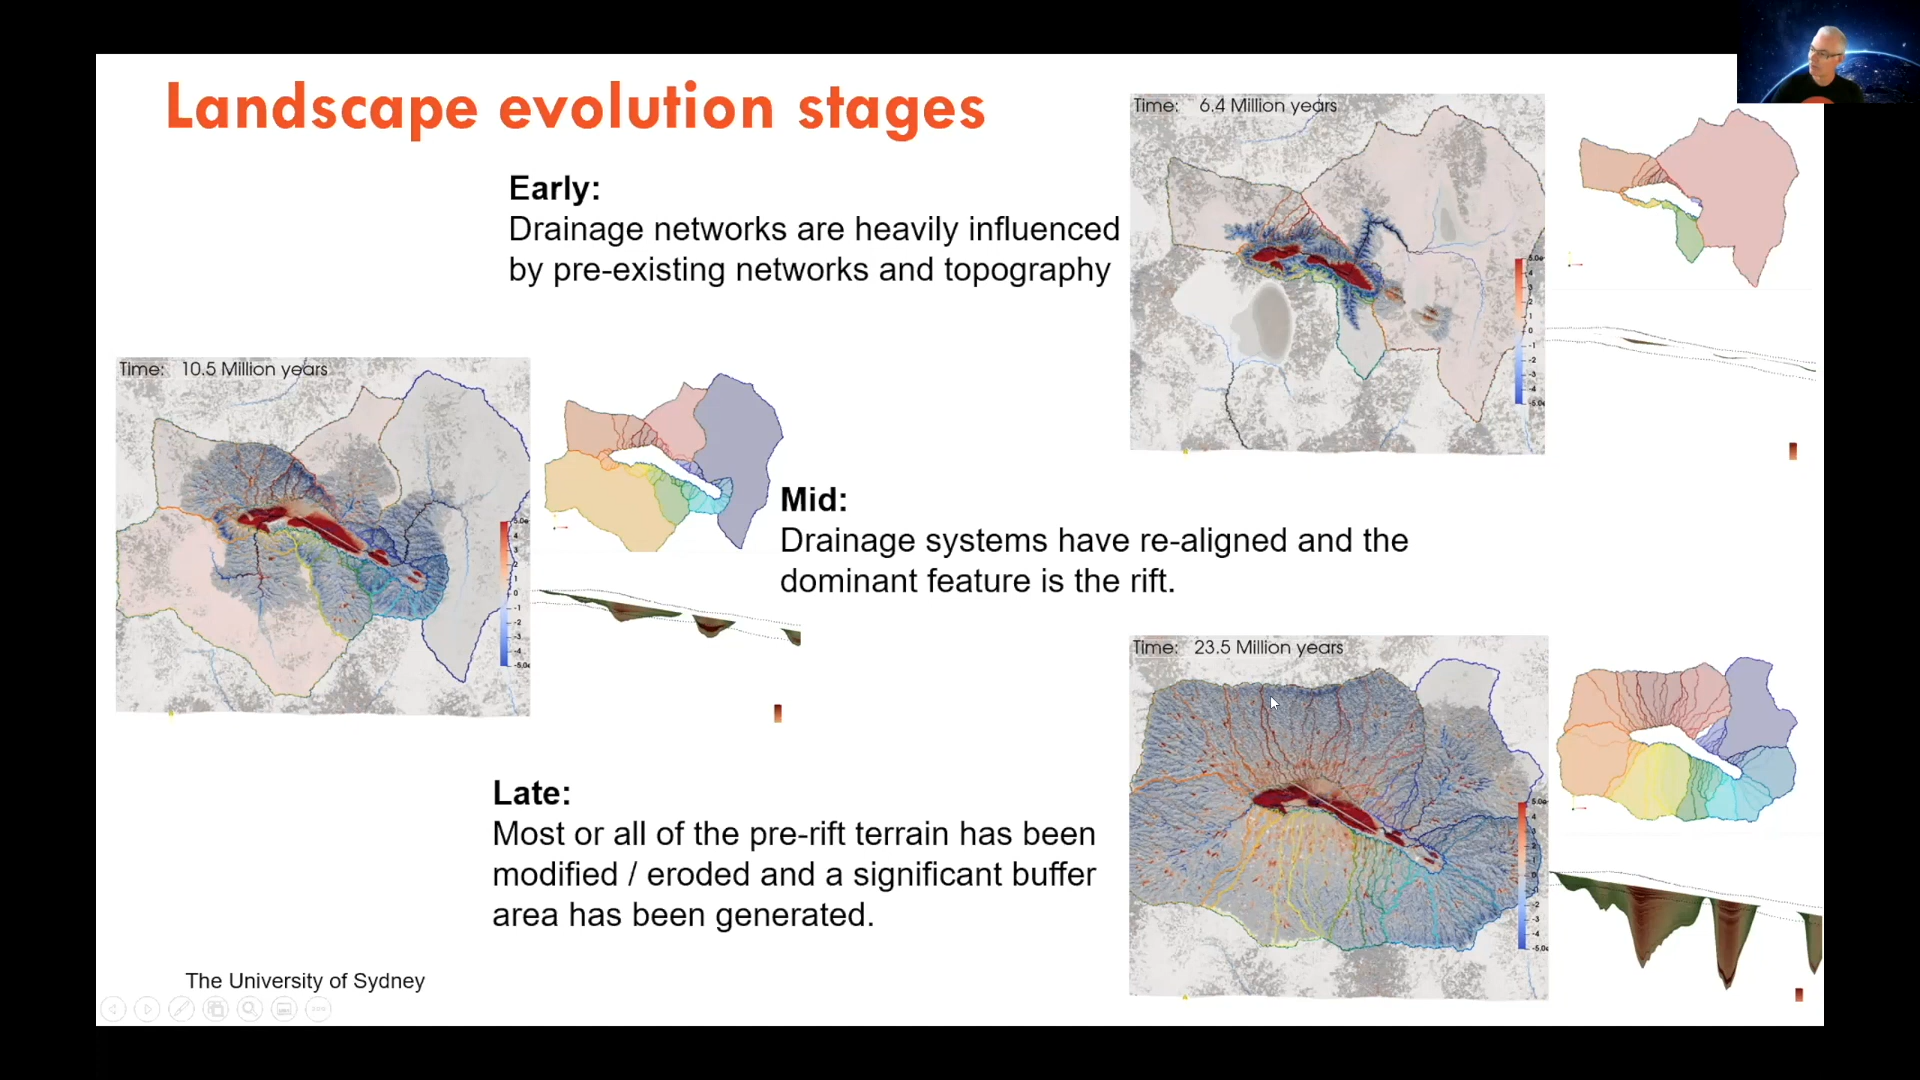 Landscape evolution stages
Early:
Drainage networks are heavily influenced
by pre-existing networks and topography
Time: 6.4 Million years
Time: 10.5 Million years
Mid:
Drainage systems have re-aligned and the
dominant feature is the rift.
Time: 23.5 Million years
Late:
Most or all of the pre-rift terrain has been
modified / eroded and a significant buffer
area has been generated.
The University of Sydney